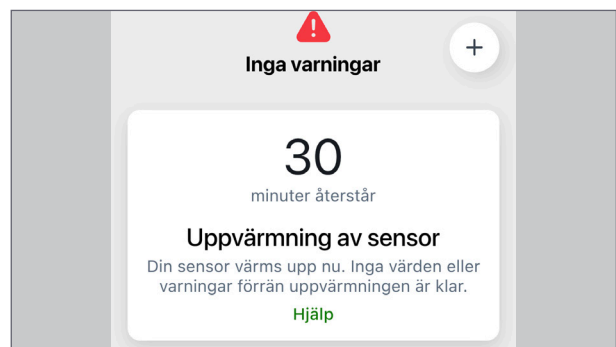 Inga varningar
30
minuter återstår
Uppvärmning av sensor
Din sensor värms upp nu. Inga värden eller
varningar förrän uppvärmningen är klar.
Hjälp